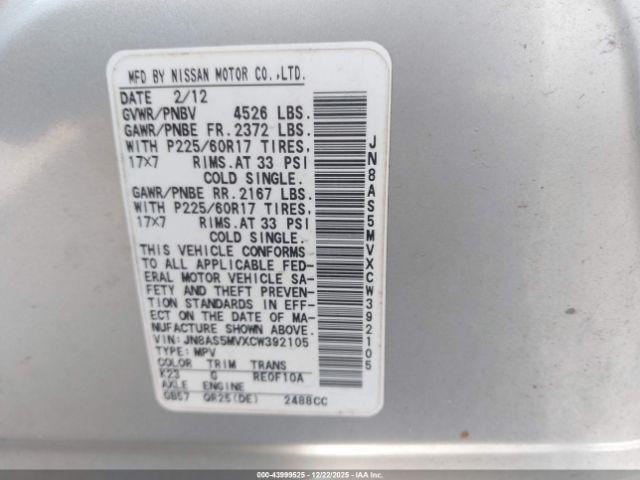 MFD BY NISSAN MOTOR CO.,LTD.
DATE 2/12
GVWR/PNBV 4526 LBS.
GAWR/PNBE FR. 2372 LBS.
WITH P225/60R17 TIRES,
17X7 RIMS. AT 33 PSI
COLD SINGLE.
GAWR/PNBE RR. 2167 LBS.
WITH P225/60R17 TIRES,
17X7 RIMS. AT 33 PSI
COLD SINGLE.
THIS VEHICLE CONFORMS
TO ALL APPLICABLE FED-
ERAL MOTOR VEHICLE SA-
FETY AND THEFT PREVEN-
TION STANDARDS IN EFF-
ECT ON THE DATE OF MA-
NUFACTURE SHOWN ABOVE.
VIN:JN8AS5MVXCW392105
TYPE: MPV
COLOR TRIM TRANS
K23 G RE0F10A
AXLE ENGINE
GB57 QR25(DE) 2488CC
JN8AS5MVXCW392105
000-43999525 - 12/22/2025 - IAAI.COM